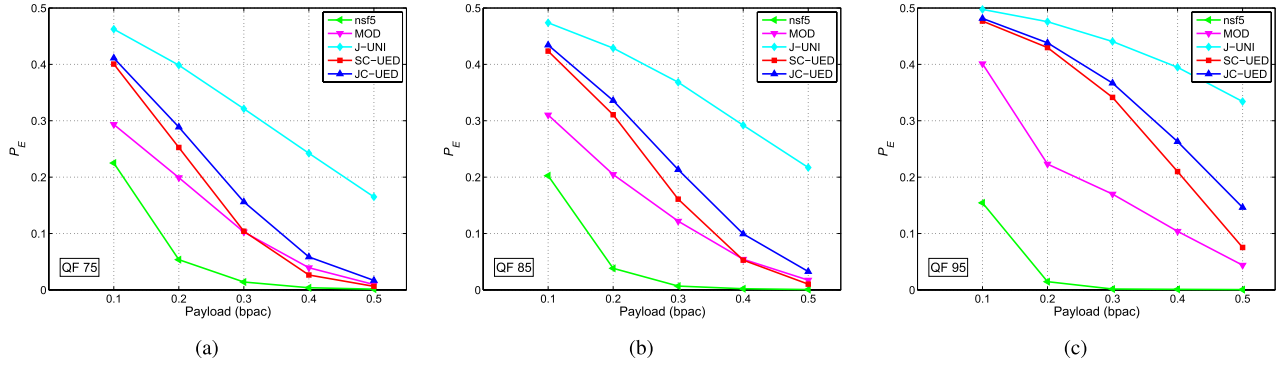 0.5
0.4
0.3
0.2
0.1
0
P_E
nsf5
MOD
J-UNI
SC-UED
JC-UED
QF 75
0.1 0.2 0.3 0.4 0.5
Payload (bpac)
(a)
0.5
0.4
0.3
0.2
0.1
0
P_E
nsf5
MOD
J-UNI
SC-UED
JC-UED
QF 85
0.1 0.2 0.3 0.4 0.5
Payload (bpac)
(b)
0.5
0.4
0.3
0.2
0.1
0
P_E
nsf5
MOD
J-UNI
SC-UED
JC-UED
QF 95
0.1 0.2 0.3 0.4 0.5
Payload (bpac)
(c)